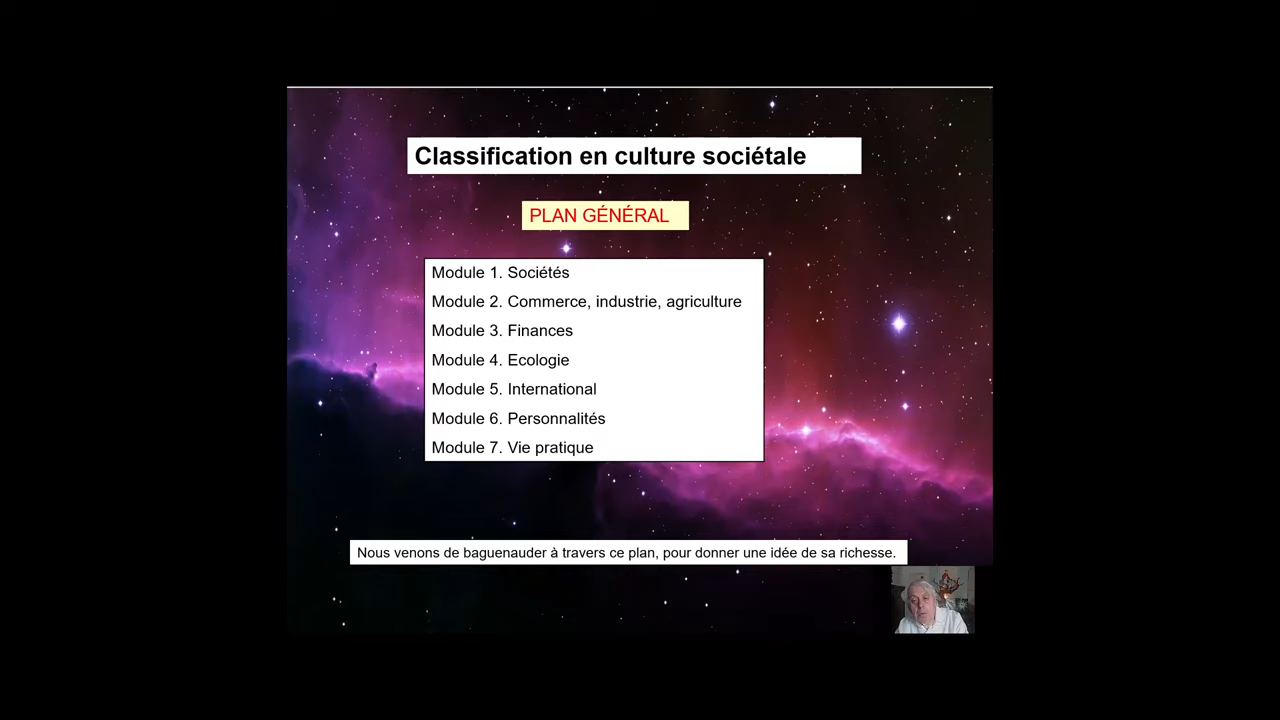 Classification en culture sociétale
PLAN GÉNÉRAL
Module 1. Sociétés
Module 2. Commerce, industrie, agriculture
Module 3. Finances
Module 4. Ecologie
Module 5. International
Module 6. Personnalités
Module 7. Vie pratique
Nous venons de baguenauder à travers ce plan, pour donner une idée de sa richesse.